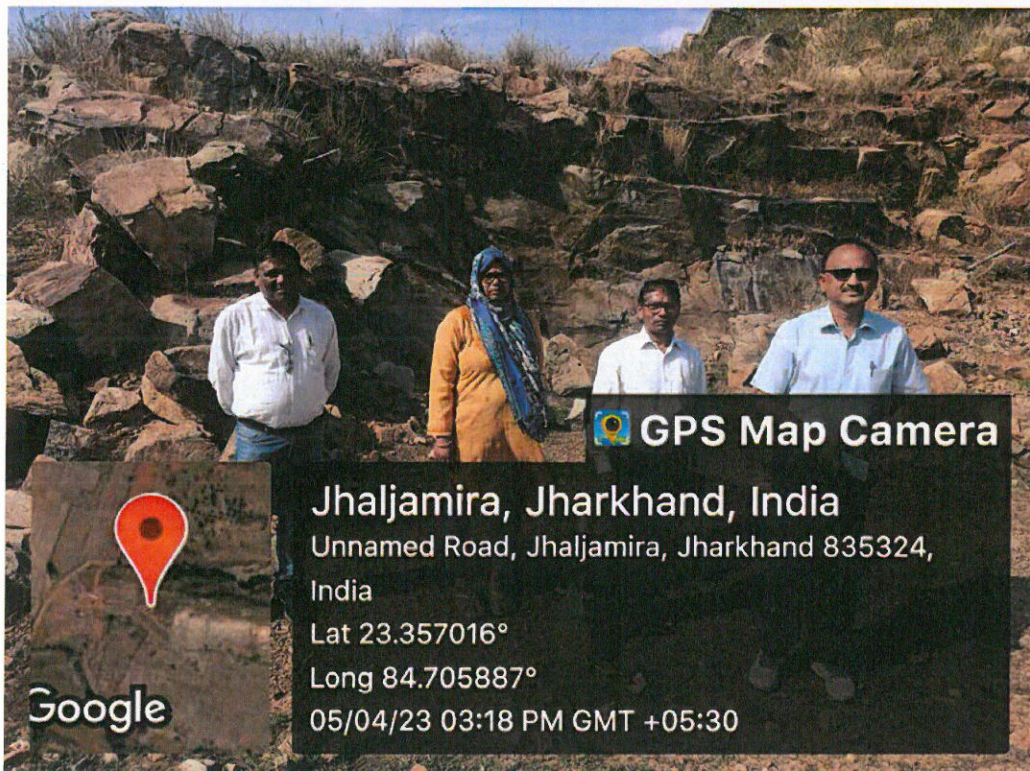 GPS Map Camera
Jhaljamira, Jharkhand, India
Unnamed Road, Jhaljamira, Jharkhand 835324,
India
Lat 23.357016°
Long 84.705887°
05/04/23 03:18 PM GMT +05:30
Google